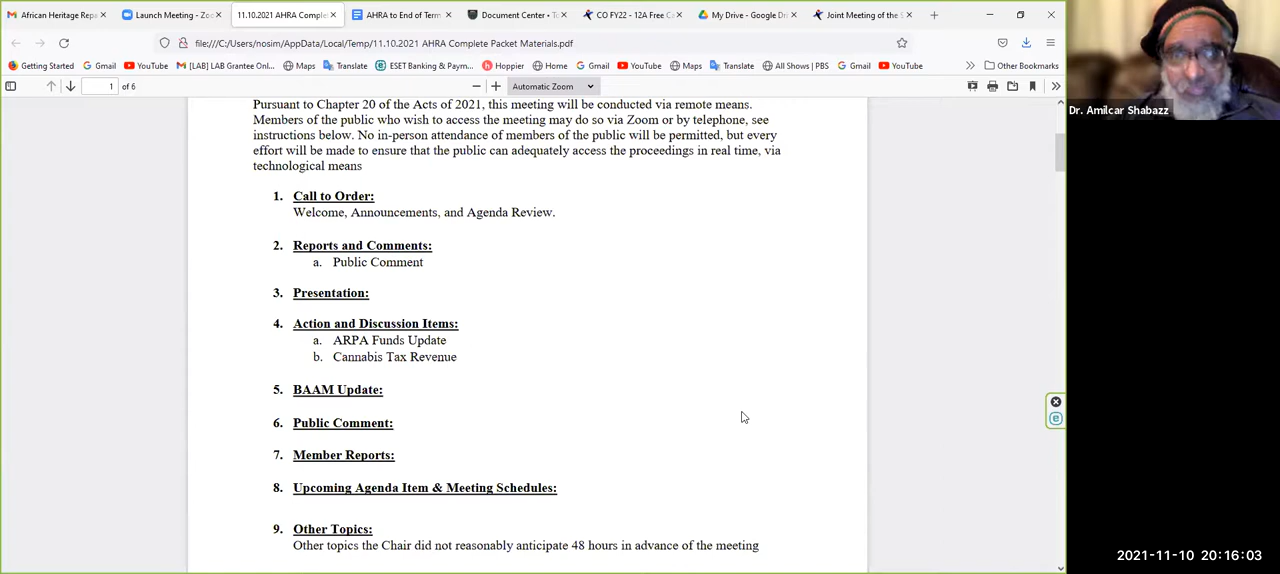 African Heritage Repa
Launch Meeting - Zoo
11.10.2021 AHRA Complet
AHRA to End of Term
Document Center • To
CO FY22 - 12A Free Ca
My Drive - Google Dri
Joint Meeting of the S
file:///C:/Users/nosim/AppData/Local/Temp/11.10.2021 AHRA Complete Packet Materials.pdf
Getting Started
Gmail
YouTube
[LAB] LAB Grantee Onl...
Maps
Translate
ESET Banking & Paym...
Hoppier
Home
Gmail
YouTube
Maps
Translate
All Shows | PBS
Gmail
YouTube
Other Bookmarks
1 of 6
Automatic Zoom
Pursuant to Chapter 20 of the Acts of 2021, this meeting will be conducted via remote means.
Members of the public who wish to access the meeting may do so via Zoom or by telephone, see
instructions below. No in-person attendance of members of the public will be permitted, but every
effort will be made to ensure that the public can adequately access the proceedings in real time, via
technological means
1. Call to Order:
Welcome, Announcements, and Agenda Review.
2. Reports and Comments:
a. Public Comment
3. Presentation:
4. Action and Discussion Items:
a. ARPA Funds Update
b. Cannabis Tax Revenue
5. BAAM Update:
6. Public Comment:
7. Member Reports:
8. Upcoming Agenda Item & Meeting Schedules:
9. Other Topics:
Other topics the Chair did not reasonably anticipate 48 hours in advance of the meeting
Dr. Amilcar Shabazz
2021-11-10 20:16:03